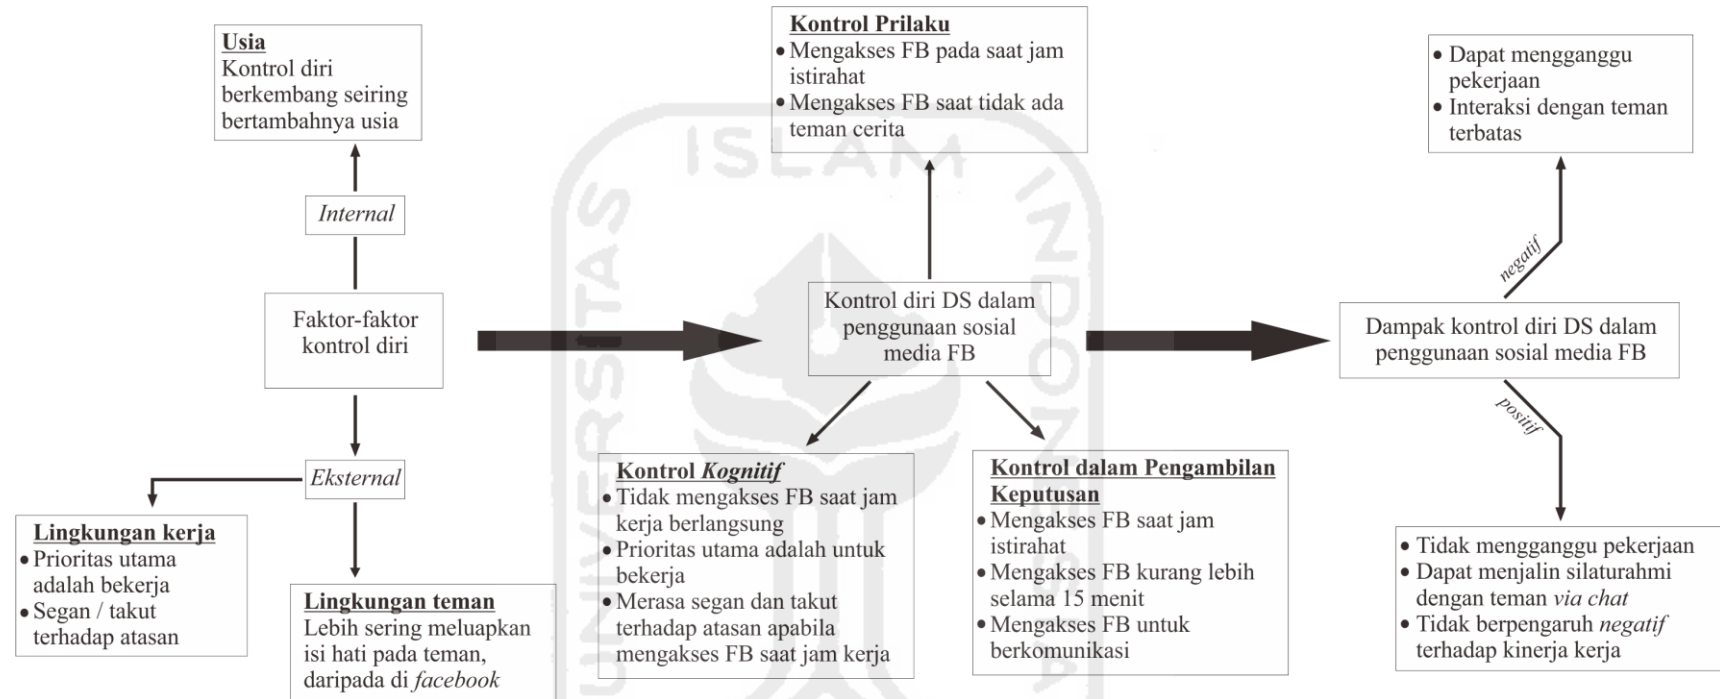 Usia
Kontrol diri
berkembang seiring
bertambahnya usia
Internal
Faktor-faktor
kontrol diri
Eksternal
Lingkungan kerja
• Prioritas utama
adalah bekerja
• Segan / takut
terhadap atasan
Lingkungan teman
Lebih sering meluapkan
isi hati pada teman,
daripada di facebook
Kontrol Prilaku
• Mengakses FB pada saat jam
istirahat
• Mengakses FB saat tidak ada
teman cerita
Kontrol diri DS dalam
penggunaan sosial
media FB
Kontrol Kognitif
• Tidak mengakses FB saat jam
kerja berlangsung
• Prioritas utama adalah untuk
bekerja
• Merasa segan dan takut
terhadap atasan apabila
mengakses FB saat jam kerja
Kontrol dalam Pengambilan
Keputusan
• Mengakses FB saat jam
istirahat
• Mengakses FB kurang lebih
selama 15 menit
• Mengakses FB untuk
berkomunikasi
• Dapat mengganggu
pekerjaan
• Interaksi dengan teman
terbatas
negatif
Dampak kontrol diri DS dalam
penggunaan sosial media FB
positif
• Tidak mengganggu pekerjaan
• Dapat menjalin silaturahmi
dengan teman via chat
• Tidak berpengaruh negatif
terhadap kinerja kerja
UNIVERSITAS
ISLAM
INDONESIA